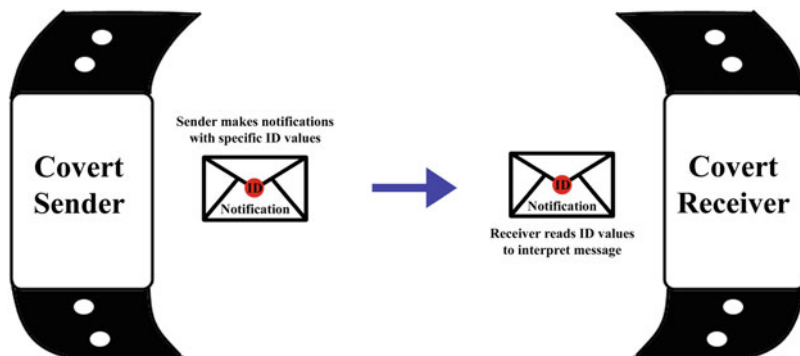 Covert
Sender
Sender makes notifications
with specific ID values
ID
Notification
ID
Notification
Receiver reads ID values
to interpret message
Covert
Receiver